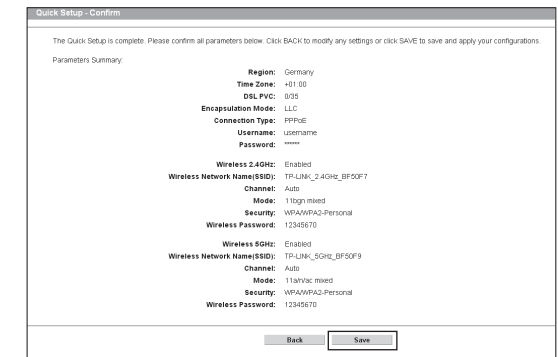 Quick Setup - Confirm
The Quick Setup is complete. Please confirm all parameters below. Click BACK to modify any settings or click SAVE to save and apply your configurations.
Parameters Summary:
Region: Germany
Time Zone: +01:00
DSL PVC: 0/35
Encapsulation Mode: LLC
Connection Type: PPPoE
Username: username
Password: ******
Wireless 2.4GHz: Enabled
Wireless Network Name(SSID): TP-LINK_2.4GHz_BF50F7
Channel: Auto
Mode: 11bgn mixed
Security: WPA/WPA2-Personal
Wireless Password: 12345670
Wireless 5GHz: Enabled
Wireless Network Name(SSID): TP-LINK_5GHz_BF50F9
Channel: Auto
Mode: 11a/n/ac mixed
Security: WPA/WPA2-Personal
Wireless Password: 12345670
Back Save